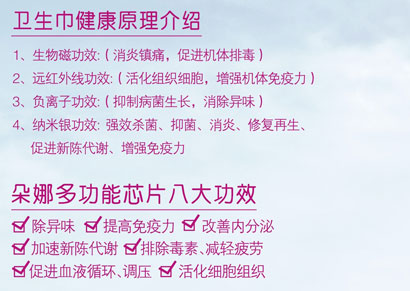 卫生巾健康原理介绍
1、生物磁功效:（消炎镇痛，促进机体排毒）
2、远红外线功效:（活化组织细胞，增强机体免疫力）
3、负离子功效:（抑制病菌生长，消除异味）
4、纳米银功效: 强效杀菌、抑菌、消炎、修复再生、
促进新陈代谢、增强免疫力
朵娜多功能芯片八大功效
除异味 提高免疫力 改善内分泌
加速新陈代谢 排除毒素、减轻疲劳
促进血液循环、调压 活化细胞组织